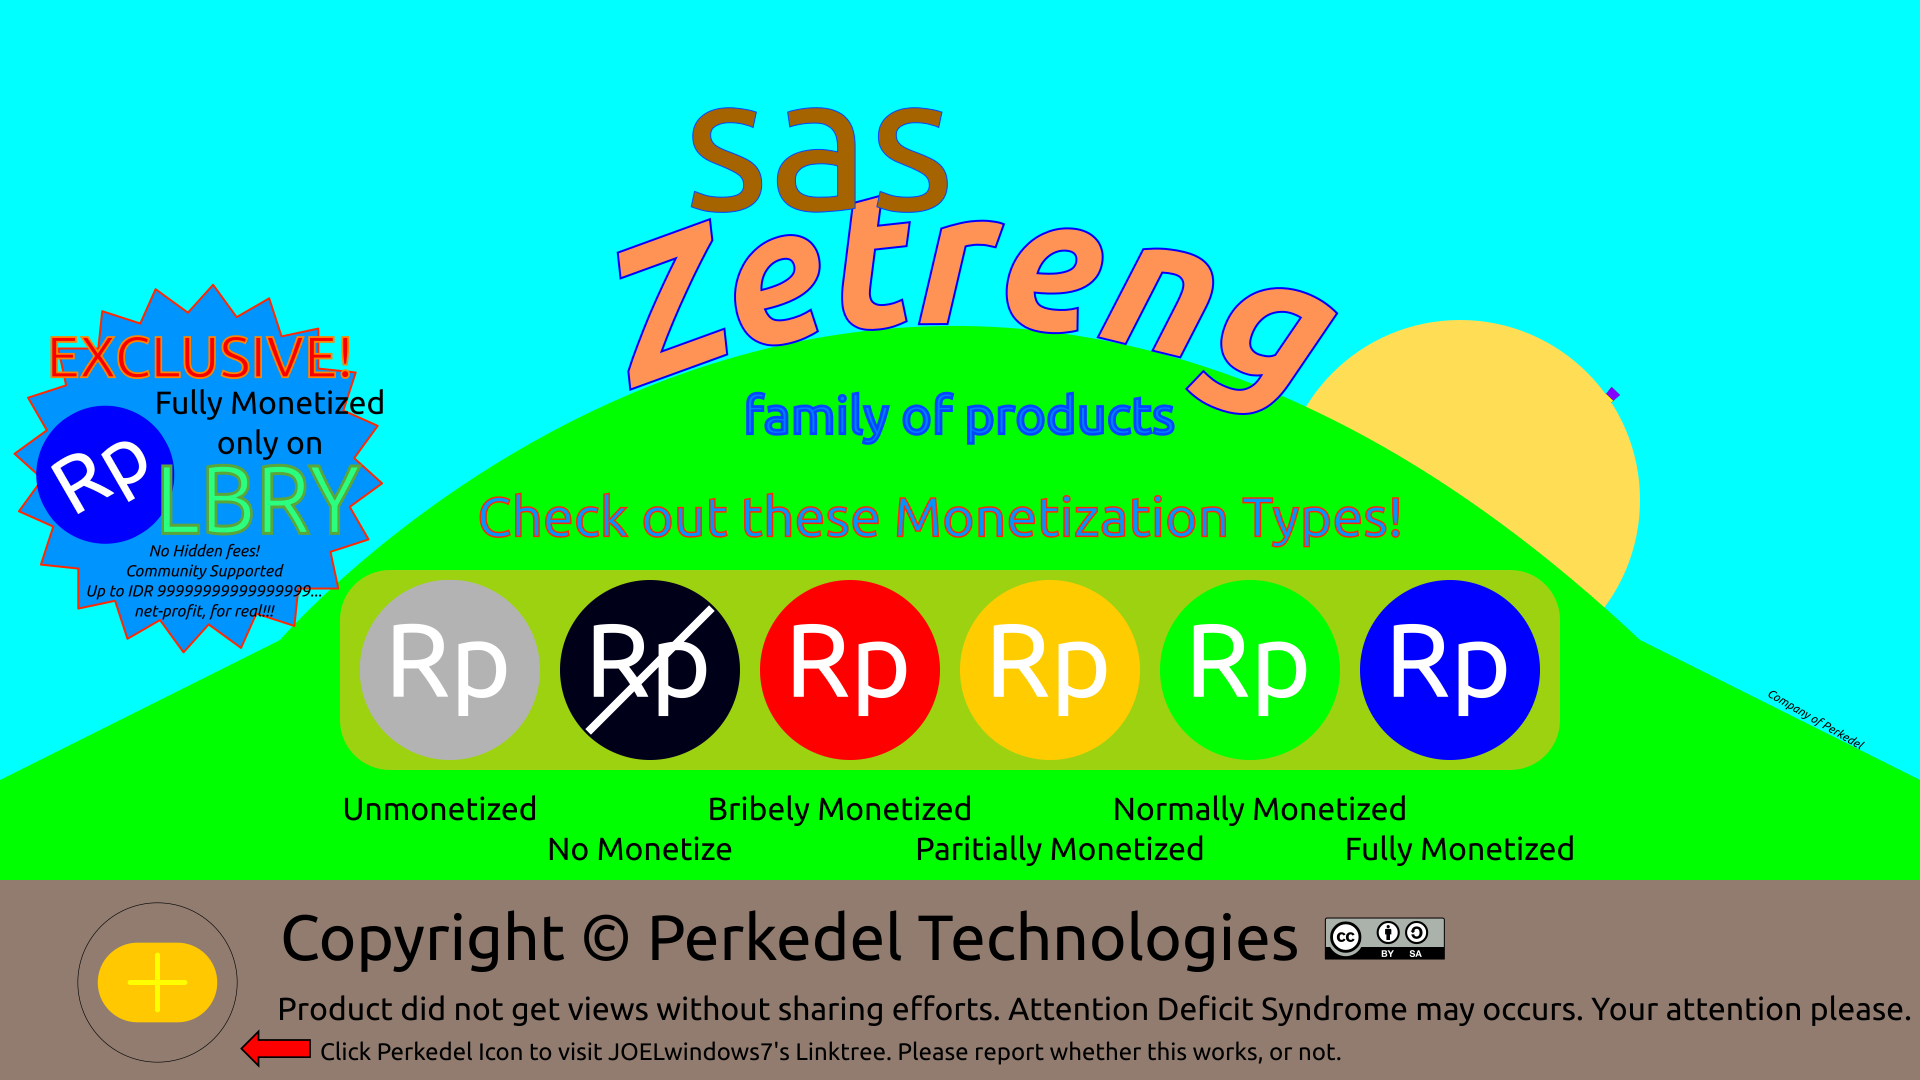 sas
Zetreng
family of products
EXCLUSIVE!
Fully Monetized
only on
Rp
LBRY
No Hidden fees!
Community Supported
Up to IDR 99999999999999999...
net-profit, for real!!!!
Check out these Monetization Types!
Rp Rp Rp Rp Rp Rp
Company of Perkedel
Unmonetized Bribely Monetized Normally Monetized
No Monetize Paritially Monetized Fully Monetized
Copyright © Perkedel Technologies
cc BY SA
Product did not get views without sharing efforts. Attention Deficit Syndrome may occurs. Your attention please.
Click Perkedel Icon to visit JOELwindows7's Linktree. Please report whether this works, or not.